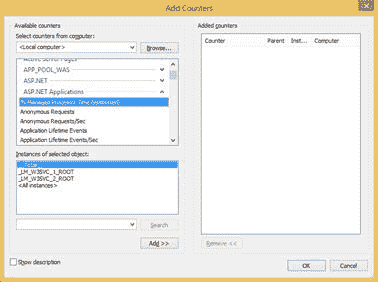 Add Counters
Available counters
Select counters from computer:
<Local computer>
Browse...
Active Server Pages
APP_POOL_WAS
ASP.NET
ASP.NET Applications
% Managed Processor Time (estimated)
Anonymous Requests
Anonymous Requests/Sec
Application Lifetime Events
Application Lifetime Events/Sec
Instances of selected object:
_LM_W3SVC_1_ROOT
_LM_W3SVC_2_ROOT
<All instances>
Search
Add >>
Show description
Added counters
Counter
Parent
Inst...
Computer
Remove <<
OK
Cancel